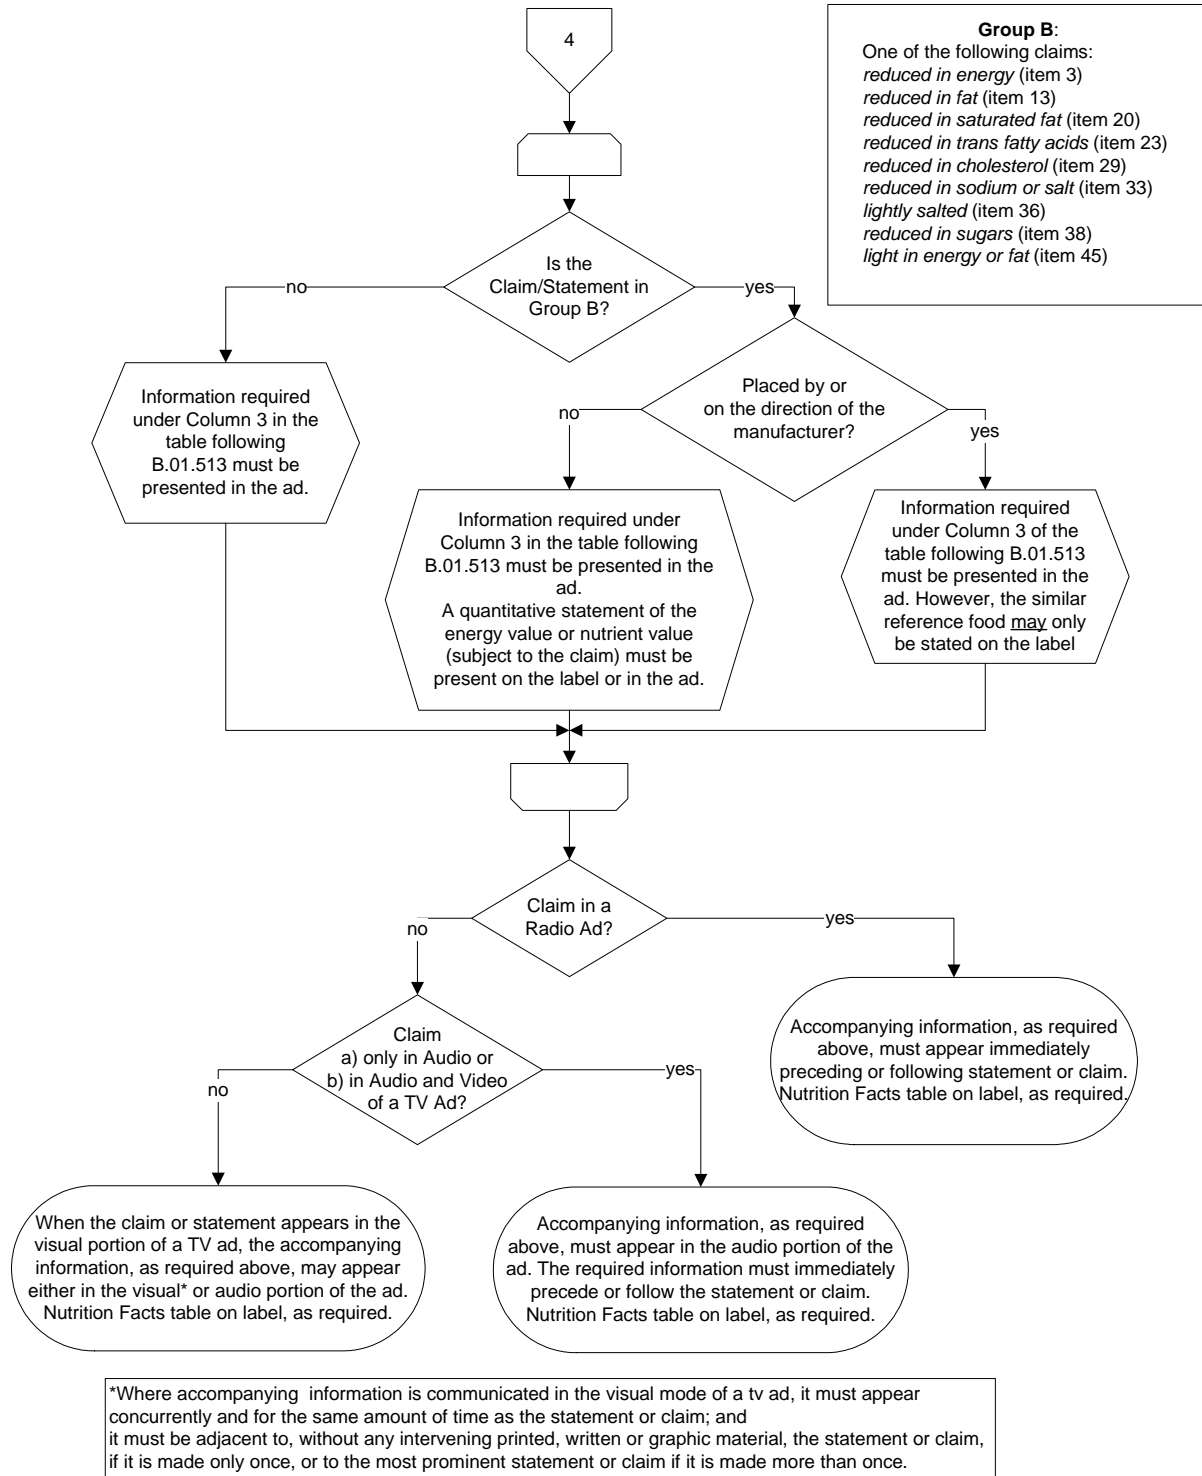 4
Group B:
One of the following claims:
reduced in energy (item 3)
reduced in fat (item 13)
reduced in saturated fat (item 20)
reduced in trans fatty acids (item 23)
reduced in cholesterol (item 29)
reduced in sodium or salt (item 33)
lightly salted (item 36)
reduced in sugars (item 38)
light in energy or fat (item 45)
Is the
Claim/Statement in
Group B?
no
yes
Information required
under Column 3 in the
table following
B.01.513 must be
presented in the ad.
Placed by or
on the direction of the
manufacturer?
no
yes
Information required under
Column 3 in the table following
B.01.513 must be presented in the
ad.
A quantitative statement of the
energy value or nutrient value
(subject to the claim) must be
present on the label or in the ad.
Information required
under Column 3 of the
table following B.01.513
must be presented in the
ad. However, the similar
reference food may only
be stated on the label
Claim in a
Radio Ad?
no
yes
Accompanying information, as required
above, must appear immediately
preceding or following statement or claim.
Nutrition Facts table on label, as required.
Claim
a) only in Audio or
b) in Audio and Video
of a TV Ad?
no
yes
When the claim or statement appears in the
visual portion of a TV ad, the accompanying
information, as required above, may appear
either in the visual* or audio portion of the ad.
Nutrition Facts table on label, as required.
Accompanying information, as required
above, must appear in the audio portion of the
ad. The required information must immediately
precede or follow the statement or claim.
Nutrition Facts table on label, as required.
*Where accompanying information is communicated in the visual mode of a tv ad, it must appear
concurrently and for the same amount of time as the statement or claim; and
it must be adjacent to, without any intervening printed, written or graphic material, the statement or claim,
if it is made only once, or to the most prominent statement or claim if it is made more than once.